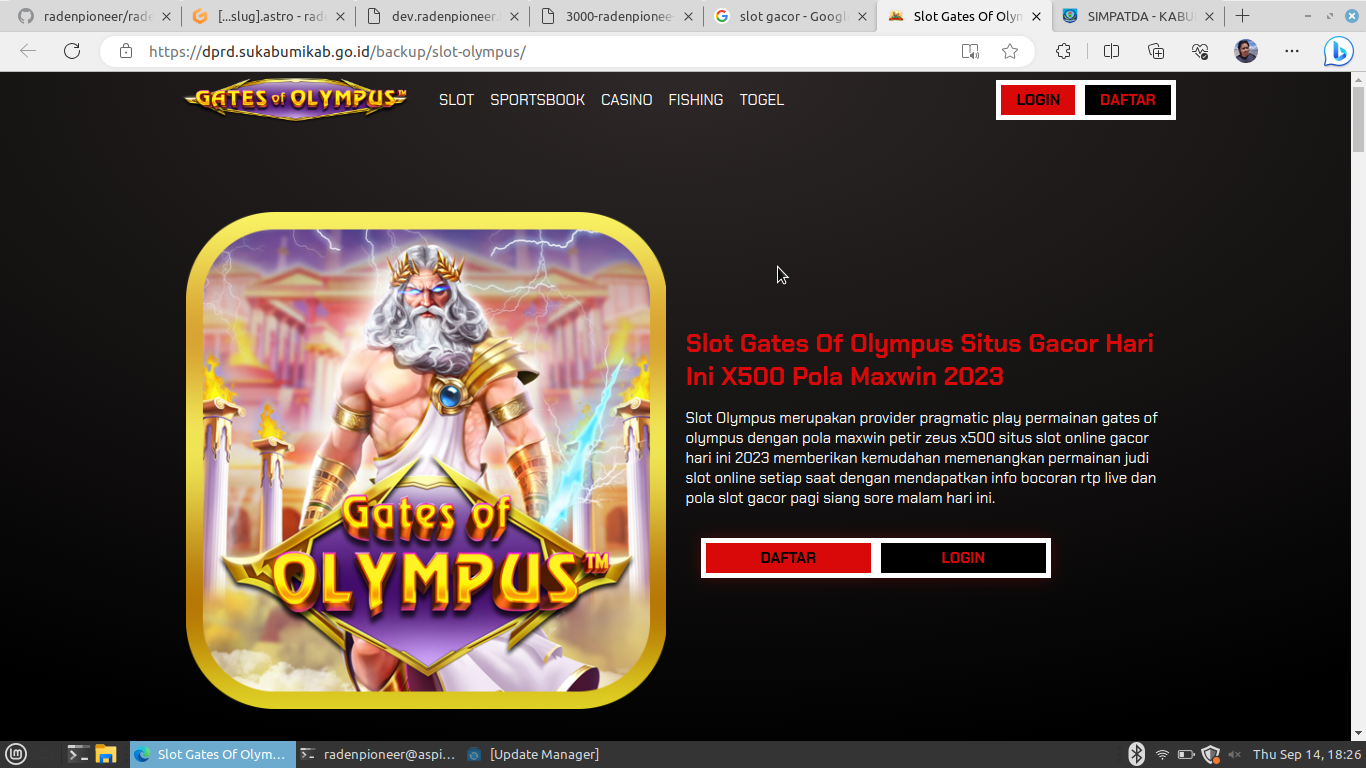 radenpioneer/rade
[...slug].astro - rade
dev.radenpioneer.
3000-radenpioneer
slot gacor - Google
Slot Gates Of Olym
SIMPATDA - KABU
https://dprd.sukabumikab.go.id/backup/slot-olympus/
GATES of OLYMPUS™
SLOT
SPORTSBOOK
CASINO
FISHING
TOGEL
LOGIN
DAFTAR
Gates of
OLYMPUS™
Slot Gates Of Olympus Situs Gacor Hari
Ini X500 Pola Maxwin 2023
Slot Olympus merupakan provider pragmatic play permainan gates of
olympus dengan pola maxwin petir zeus x500 situs slot online gacor
hari ini 2023 memberikan kemudahan memenangkan permainan judi
slot online setiap saat dengan mendapatkan info bocoran rtp live dan
pola slot gacor pagi siang sore malam hari ini.
DAFTAR
LOGIN
Slot Gates Of Olym...
radenpioneer@aspi...
[Update Manager]
Thu Sep 14, 18:26